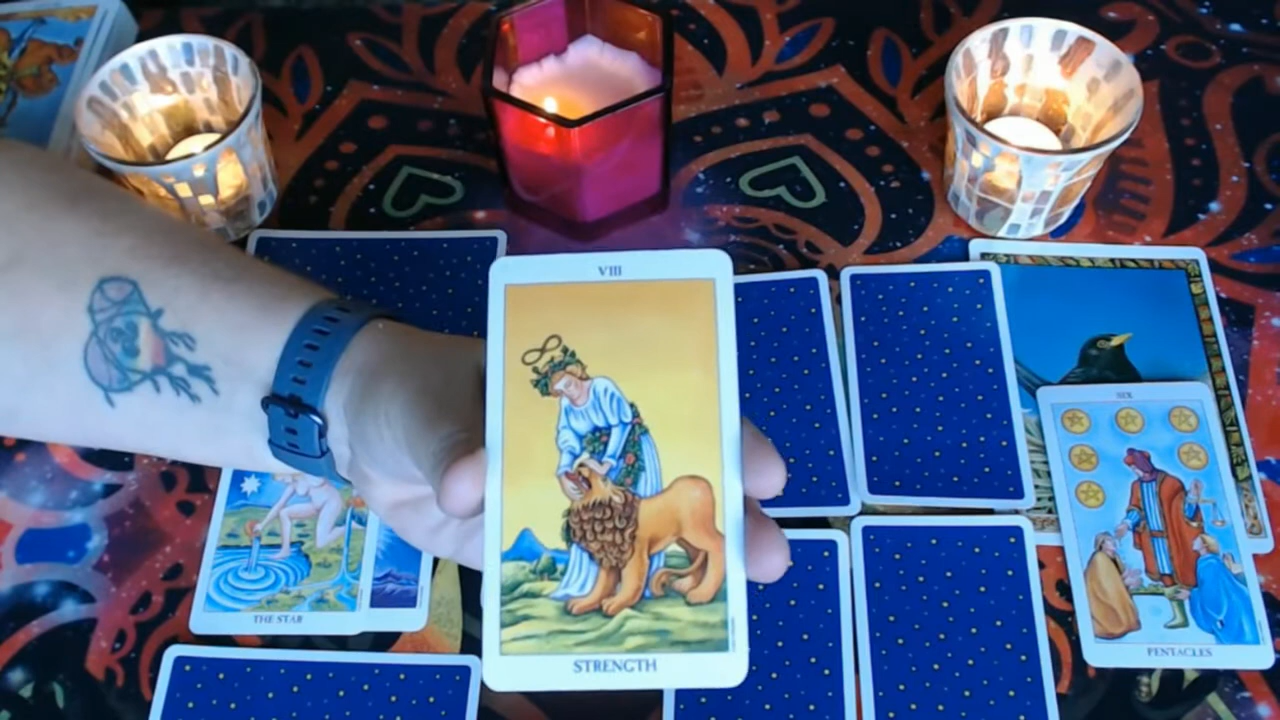 VIII
STRENGTH
THE STAR
SIX
PENTACLES